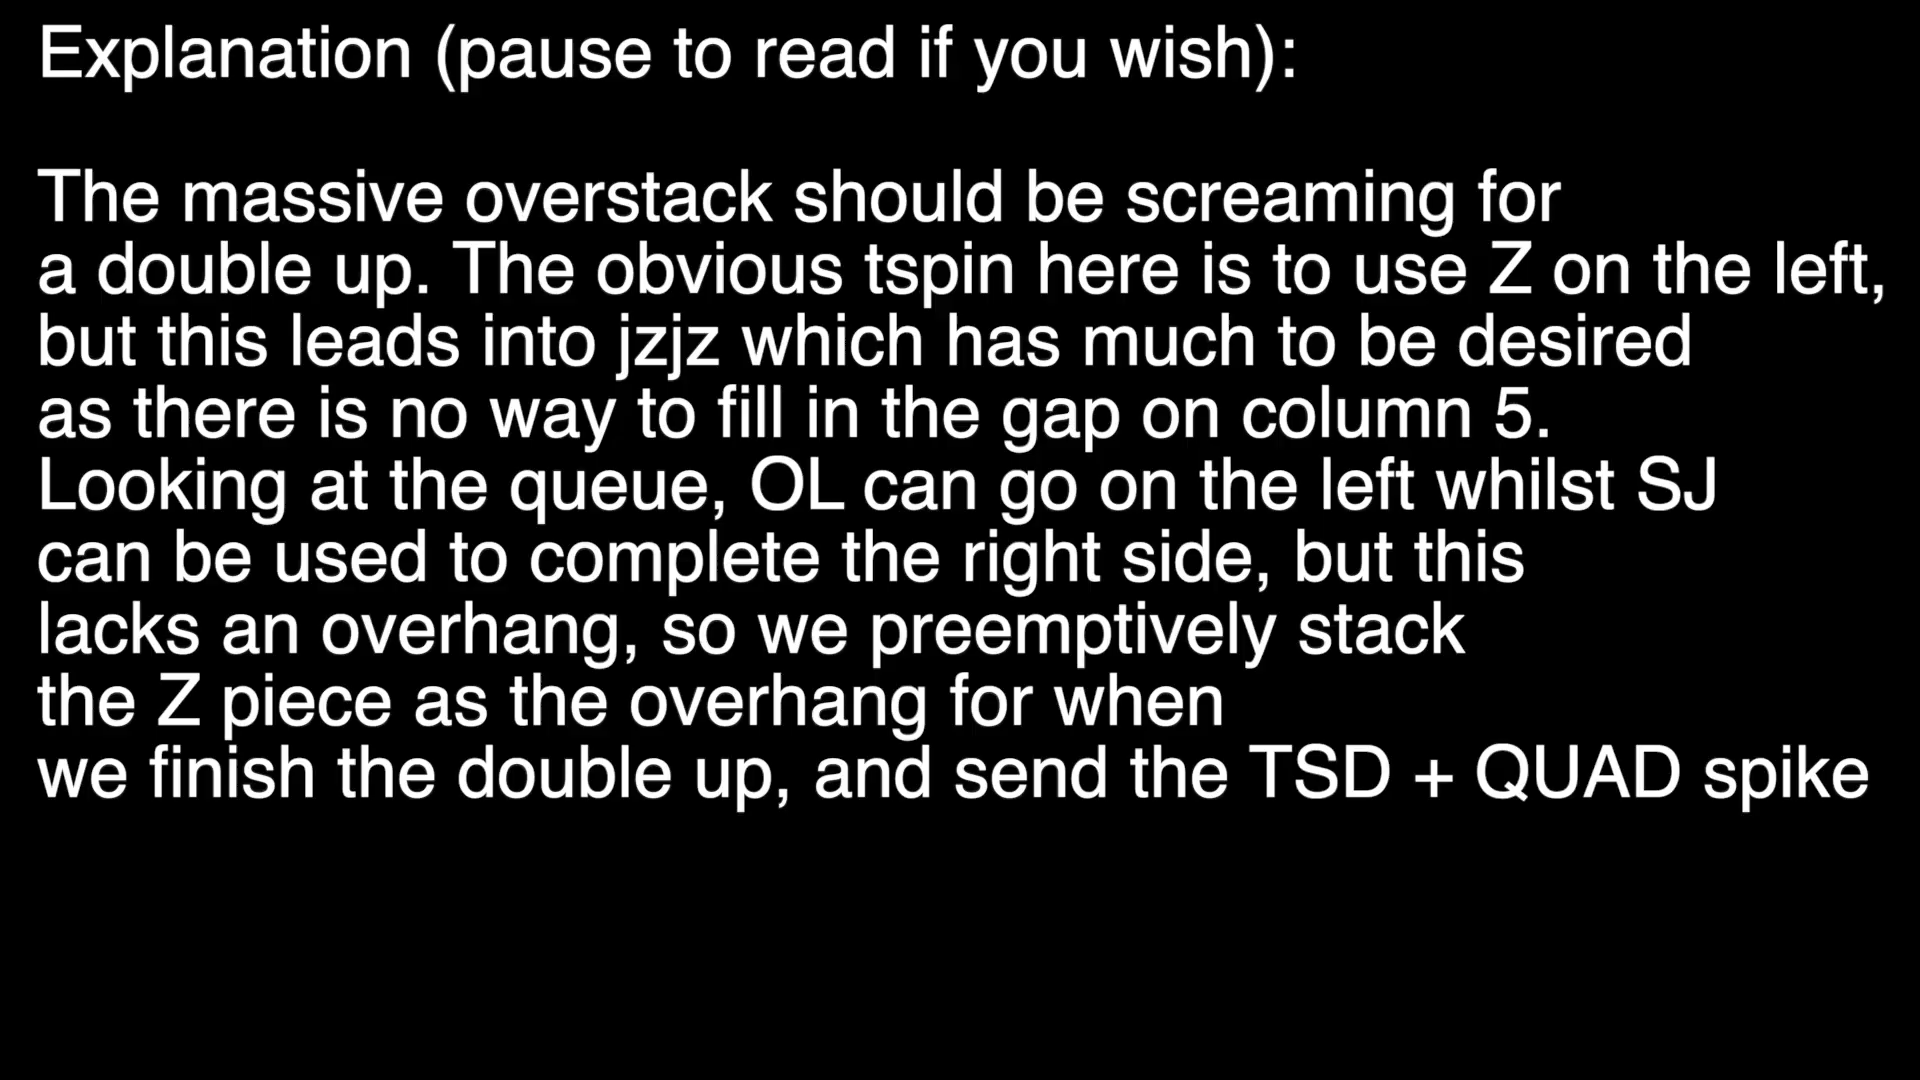 Explanation (pause to read if you wish):
The massive overstack should be screaming for
a double up. The obvious tspin here is to use Z on the left,
but this leads into jzjz which has much to be desired
as there is no way to fill in the gap on column 5.
Looking at the queue, OL can go on the left whilst SJ
can be used to complete the right side, but this
lacks an overhang, so we preemptively stack
the Z piece as the overhang for when
we finish the double up, and send the TSD + QUAD spike